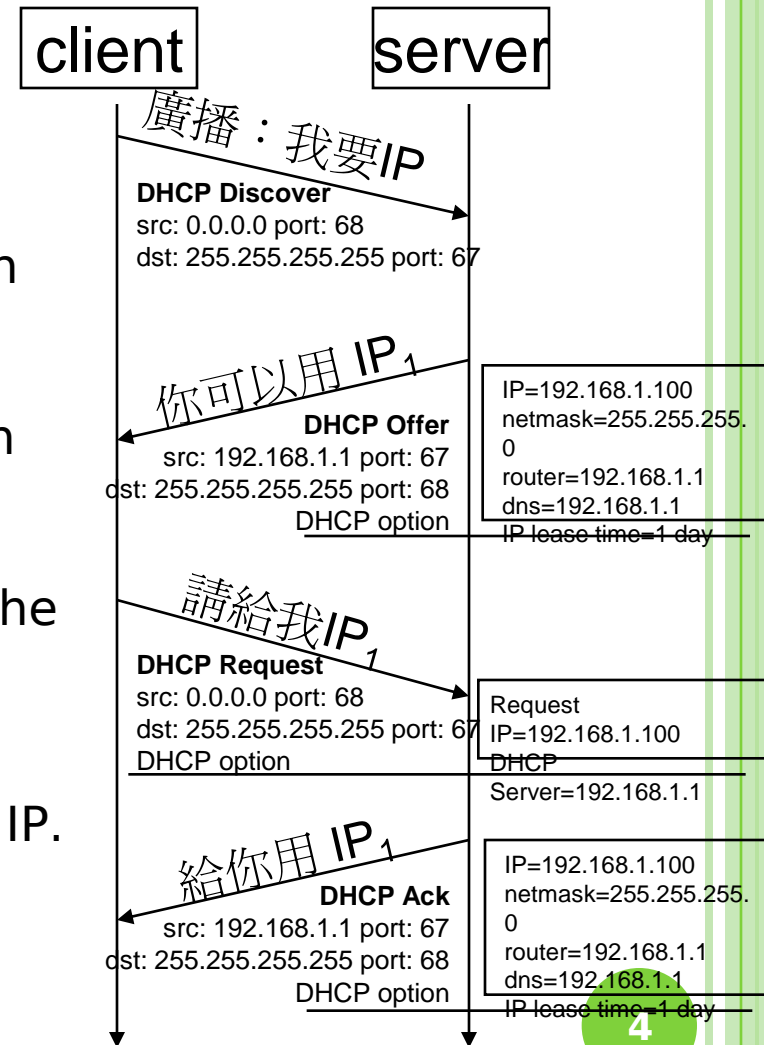 client
server
廣播：我要IP
DHCP Discover
src: 0.0.0.0 port: 68
dst: 255.255.255.255 port: 67
n
你可以用 IP1
IP=192.168.1.100
netmask=255.255.255.
0
router=192.168.1.1
dns=192.168.1.1
IP lease time=1 day
n
DHCP Offer
src: 192.168.1.1 port: 67
dst: 255.255.255.255 port: 68
DHCP option
he
請給我IP1
DHCP Request
src: 0.0.0.0 port: 68
dst: 255.255.255.255 port: 67
DHCP option
Request
IP=192.168.1.100
DHCP
Server=192.168.1.1
IP.
給你用 IP1
DHCP Ack
src: 192.168.1.1 port: 67
dst: 255.255.255.255 port: 68
DHCP option
IP=192.168.1.100
netmask=255.255.255.
0
router=192.168.1.1
dns=192.168.1.1
IP lease time=1 day
4